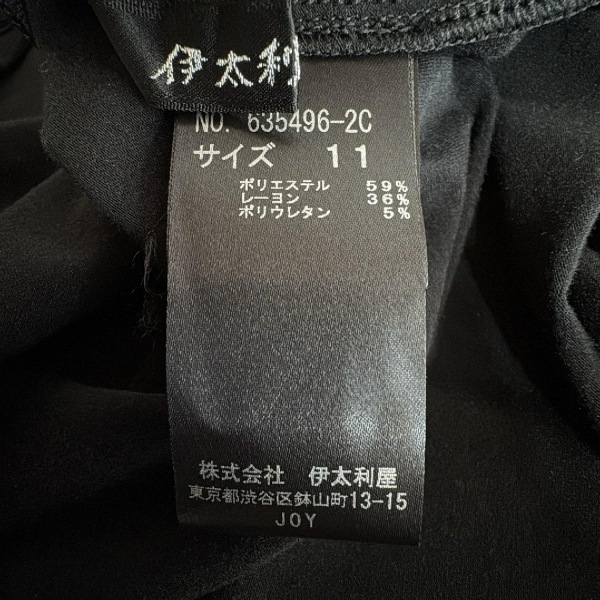 伊太利
NO. 635496-2C
サイズ 11
ポリエステル 59%
レーヨン 36%
ポリウレタン 5%
株式会社 伊太利屋
東京都渋谷区鉢山町13-15
JOY